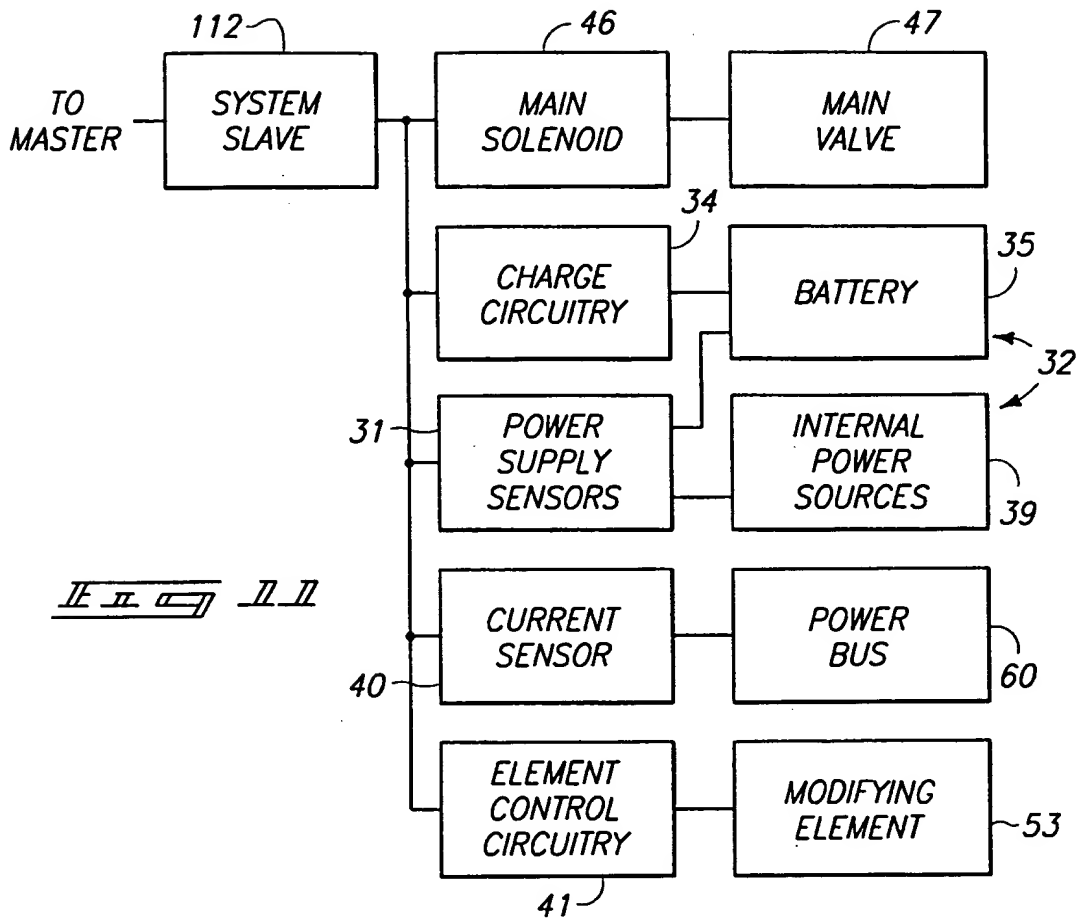 112
46
47
TO
MASTER
SYSTEM
SLAVE
MAIN
SOLENOID
MAIN
VALVE
34
35
CHARGE
CIRCUITRY
BATTERY
32
31
POWER
SUPPLY
SENSORS
INTERNAL
POWER
SOURCES
39
Fig 11
CURRENT
SENSOR
POWER
BUS
40
60
ELEMENT
CONTROL
CIRCUITRY
MODIFYING
ELEMENT
53
41